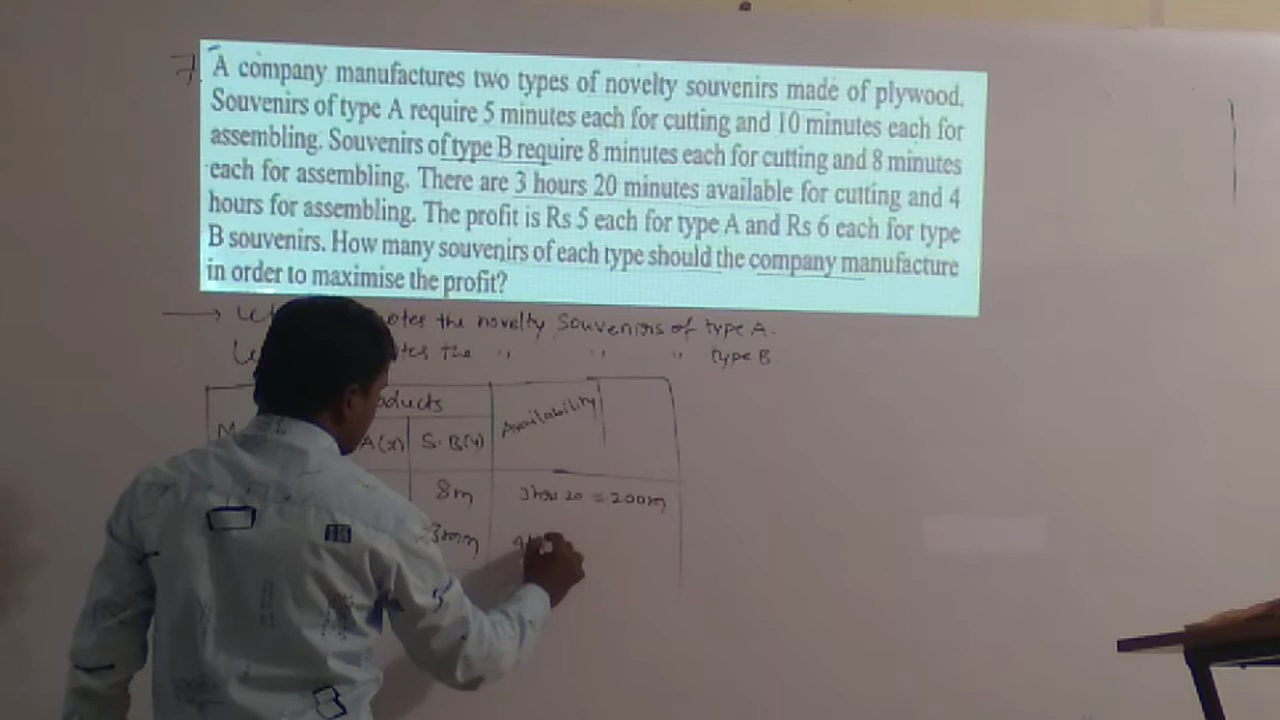 7.
A company manufactures two types of novelty souvenirs made of plywood.
Souvenirs of type A require 5 minutes each for cutting and 10 minutes each for
assembling. Souvenirs of type B require 8 minutes each for cutting and 8 minutes
each for assembling. There are 3 hours 20 minutes available for cutting and 4
hours for assembling. The profit is Rs 5 each for type A and Rs 6 each for type
B souvenirs. How many souvenirs of each type should the company manufacture
in order to maximise the profit?
→ otes the novelty Souvenirs of type A.
tes the " " " type B
oducts Availability
M A(x) S.B(y)
8m 3hrs 20 = 200m